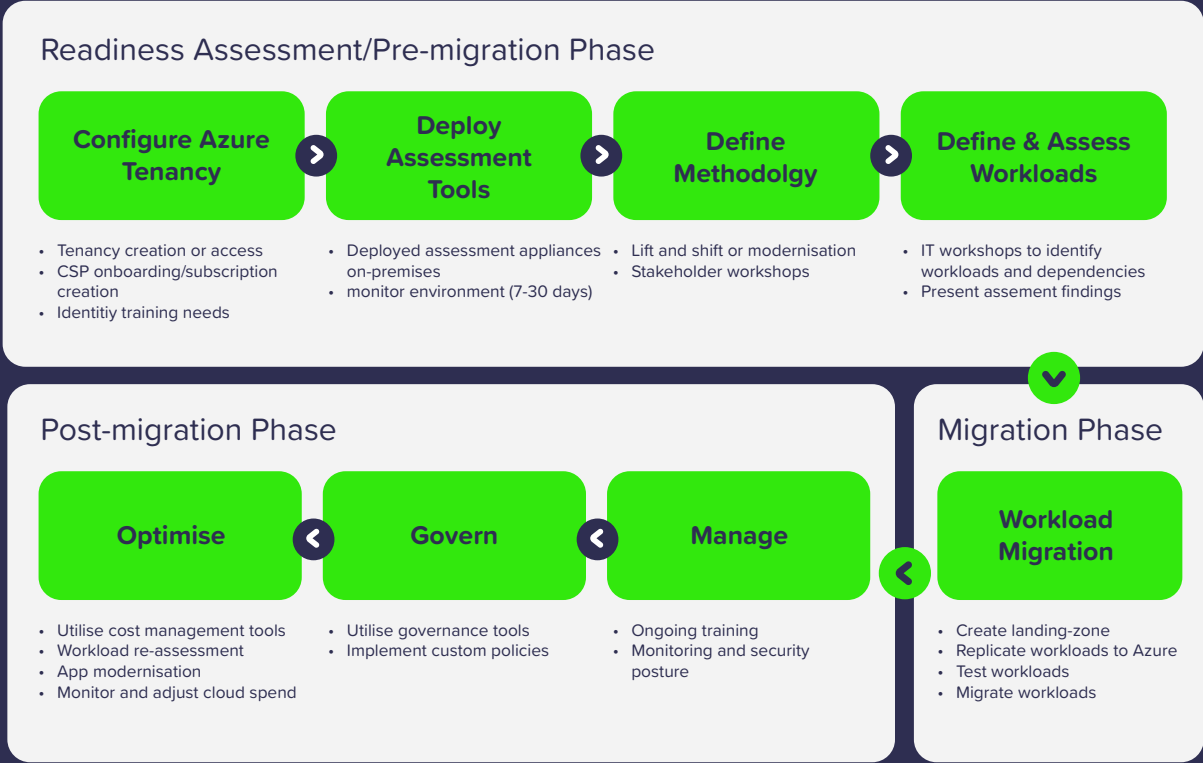 Readiness Assessment/Pre-migration Phase
Configure Azure
Tenancy
Deploy
Assessment
Tools
Define
Methodolgy
Define & Assess
Workloads
• Tenancy creation or access
• CSP onboarding/subscription
creation
• Identitiy training needs
• Deployed assessment appliances
on-premises
• monitor environment (7-30 days)
• Lift and shift or modernisation
• Stakeholder workshops
• IT workshops to identify
workloads and dependencies
• Present assement findings
Migration Phase
Workload
Migration
• Create landing-zone
• Replicate workloads to Azure
• Test workloads
• Migrate workloads
Post-migration Phase
Manage
• Ongoing training
• Monitoring and security
posture
Govern
• Utilise governance tools
• Implement custom policies
Optimise
• Utilise cost management tools
• Workload re-assessment
• App modernisation
• Monitor and adjust cloud spend